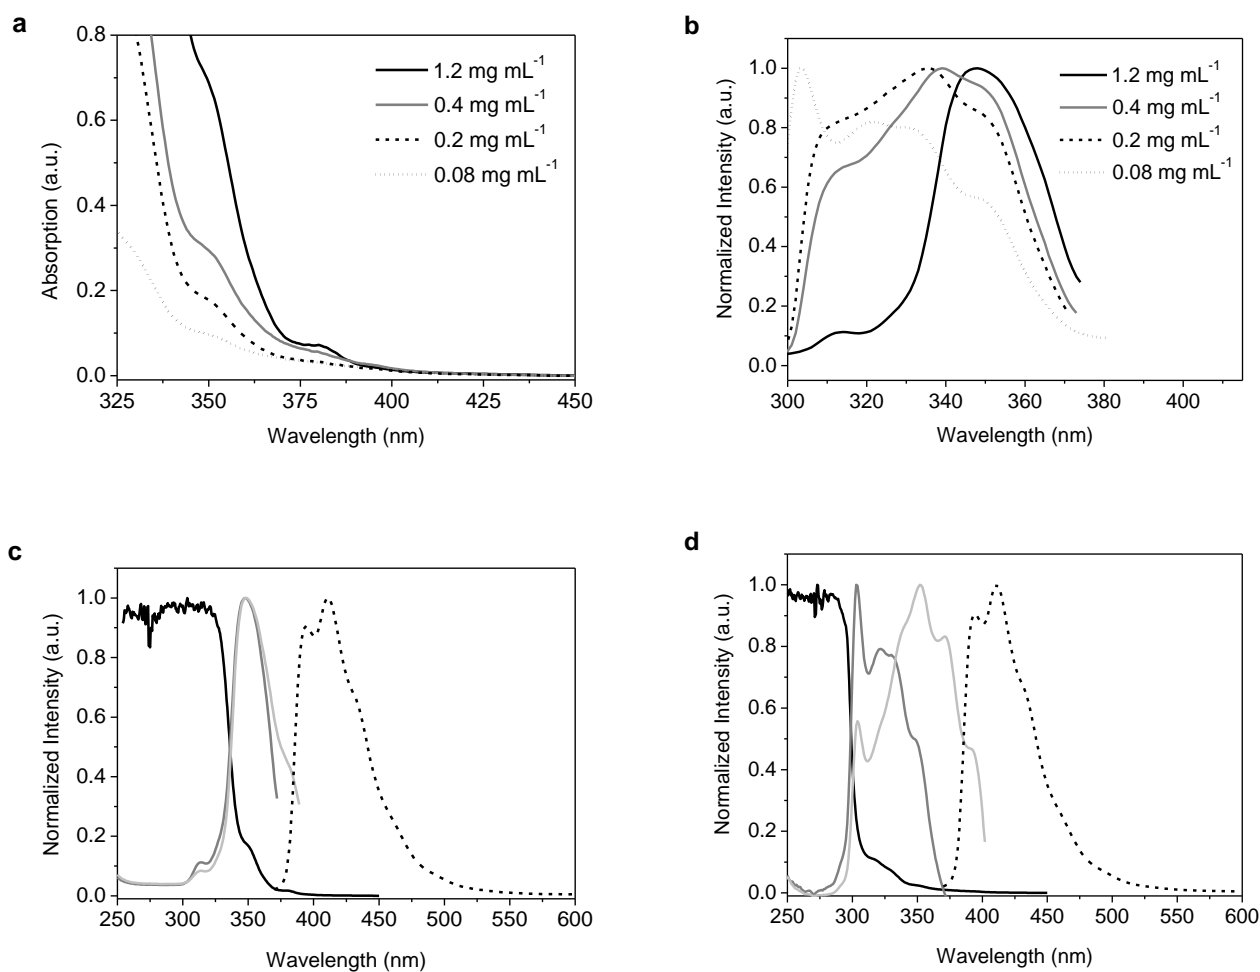 a
0.8
0.6
0.4
0.2
0.0
Absorption (a.u.)
325 350 375 400 425 450
Wavelength (nm)
1.2 mg mL-1
0.4 mg mL-1
0.2 mg mL-1
0.08 mg mL-1
b
1.0
0.8
0.6
0.4
0.2
0.0
Normalized Intensity (a.u.)
300 320 340 360 380 400
Wavelength (nm)
1.2 mg mL-1
0.4 mg mL-1
0.2 mg mL-1
0.08 mg mL-1
c
1.0
0.8
0.6
0.4
0.2
0.0
Normalized Intensity (a.u.)
250 300 350 400 450 500 550 600
Wavelength (nm)
d
1.0
0.8
0.6
0.4
0.2
0.0
Normalized Intensity (a.u.)
250 300 350 400 450 500 550 600
Wavelength (nm)